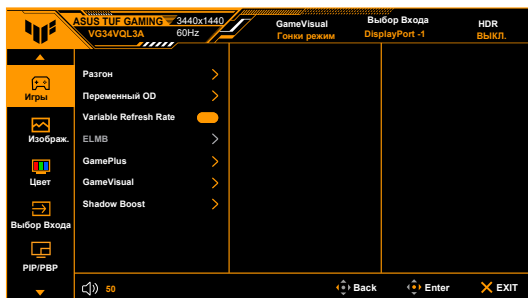 ASUS TUF GAMING
VG34VQL3A
3440x1440
60Hz
GameVisual
Гонки режим
Выбор Входа
DisplayPort -1
HDR
ВЫКЛ.
Игры
Изображ.
Цвет
Выбор Входа
PIP/PBP
Разгон
Переменный OD
Variable Refresh Rate
ELMB
GamePlus
GameVisual
Shadow Boost
50
Back
Enter
EXIT